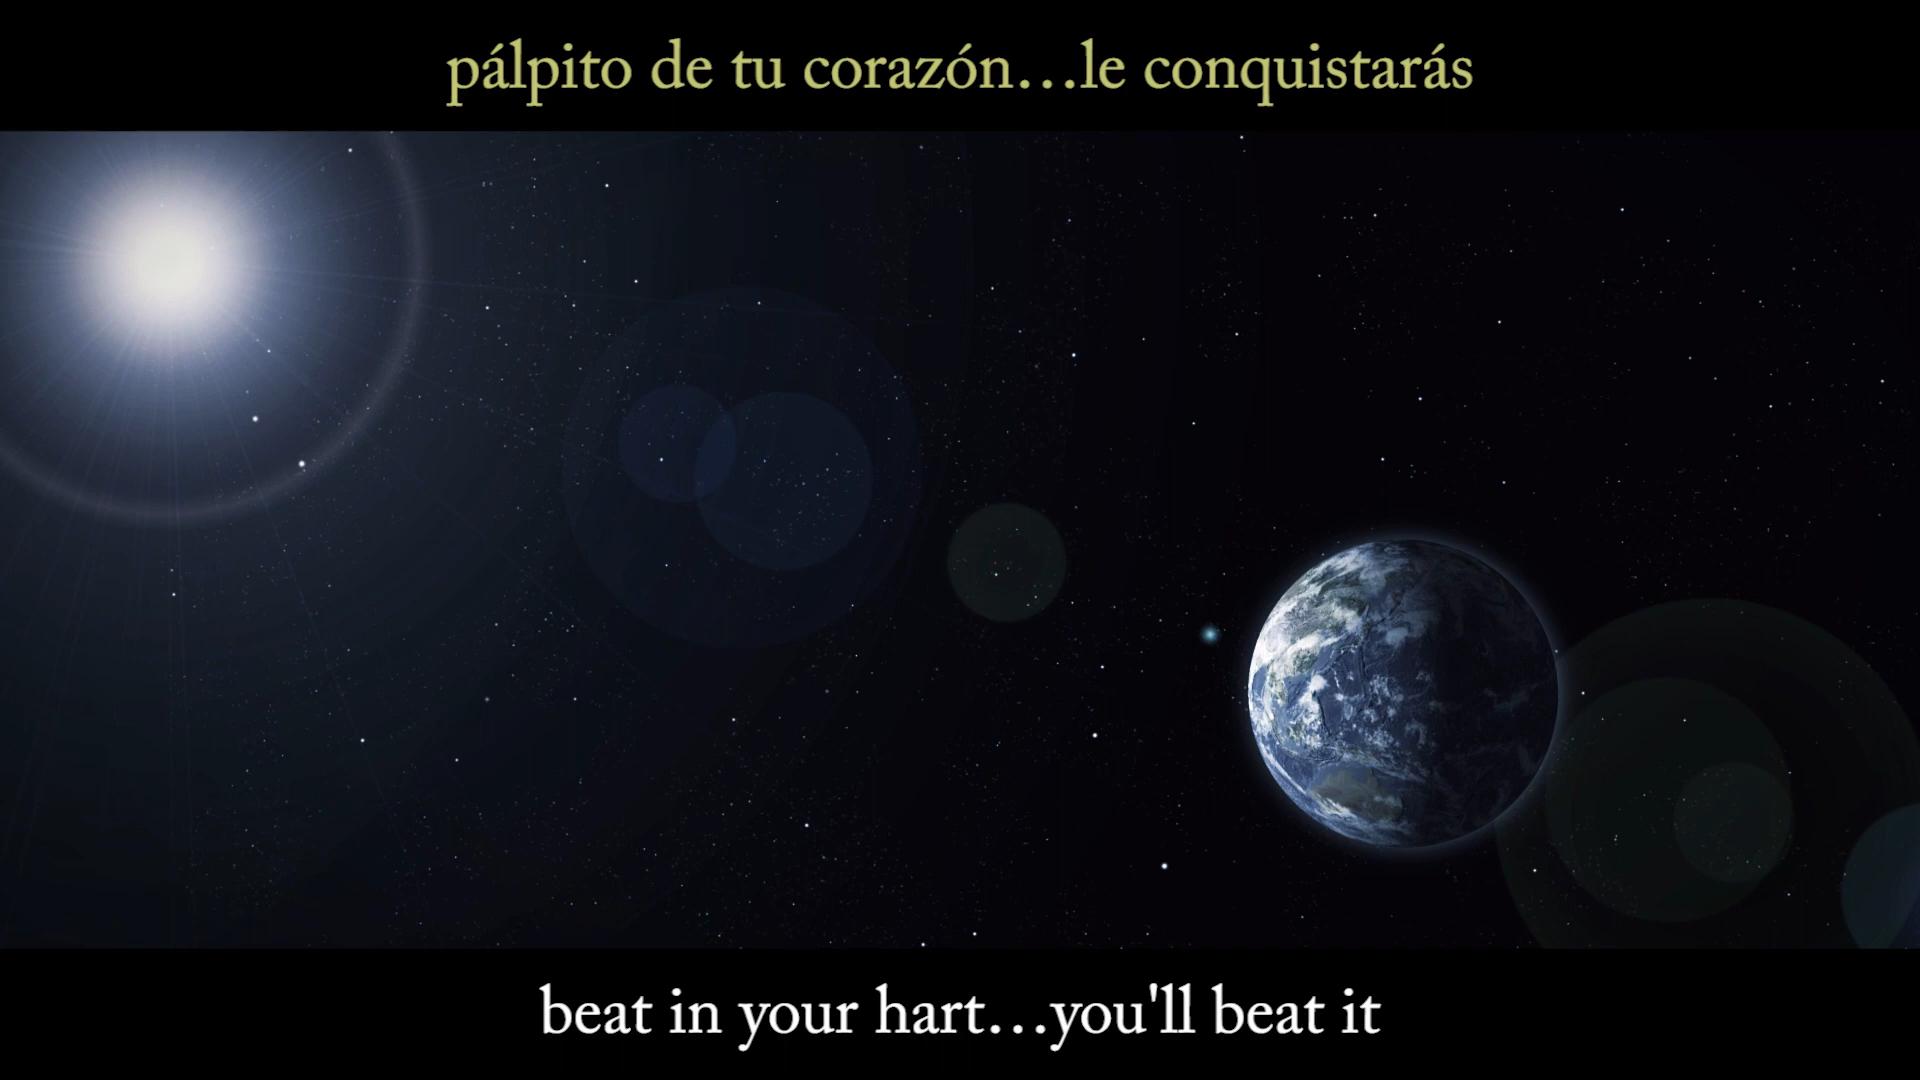 pálpito de tu corazón...le conquistarás
beat in your hart...you'll beat it